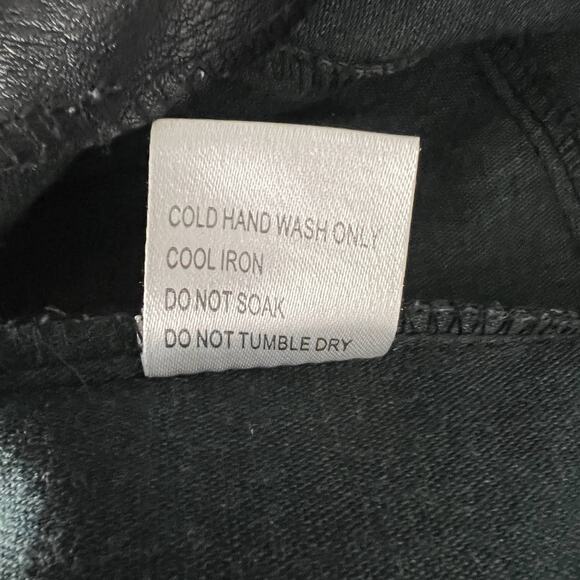 COLD HAND WASH ONLY
COOL IRON
DO NOT SOAK
DO NOT TUMBLE DRY